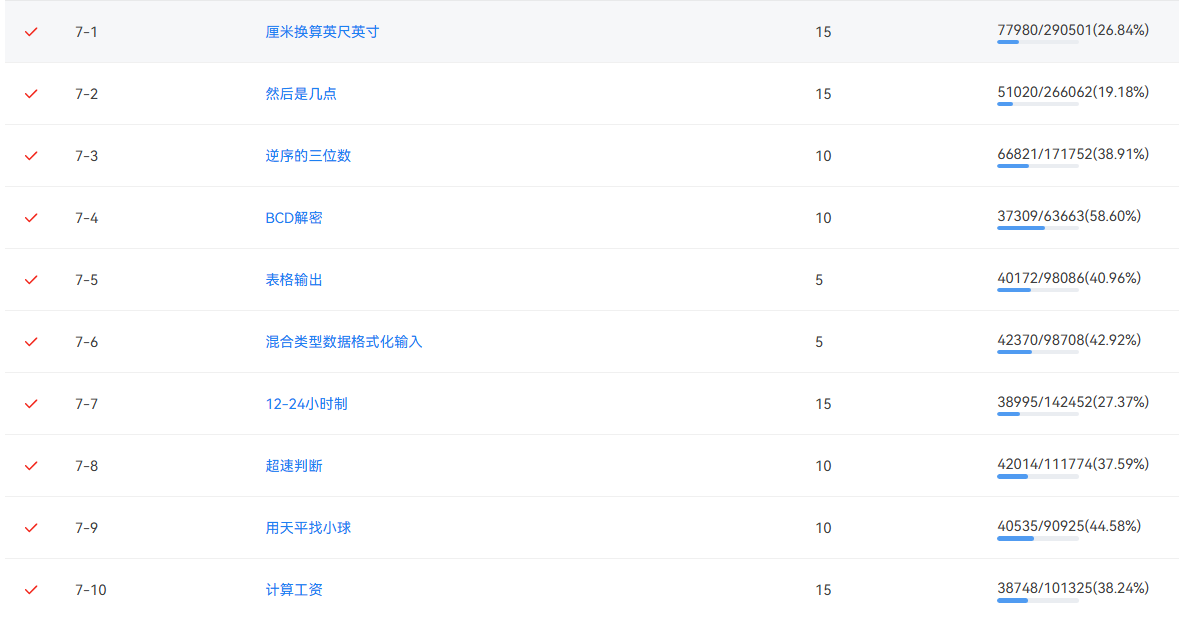 7-1 厘米换算英尺英寸 15 77980/290501(26.84%)
7-2 然后是几点 15 51020/266062(19.18%)
7-3 逆序的三位数 10 66821/171752(38.91%)
7-4 BCD解密 10 37309/63663(58.60%)
7-5 表格输出 5 40172/98086(40.96%)
7-6 混合类型数据格式化输入 5 42370/98708(42.92%)
7-7 12-24小时制 15 38995/142452(27.37%)
7-8 超速判断 10 42014/111774(37.59%)
7-9 用天平找小球 10 40535/90925(44.58%)
7-10 计算工资 15 38748/101325(38.24%)